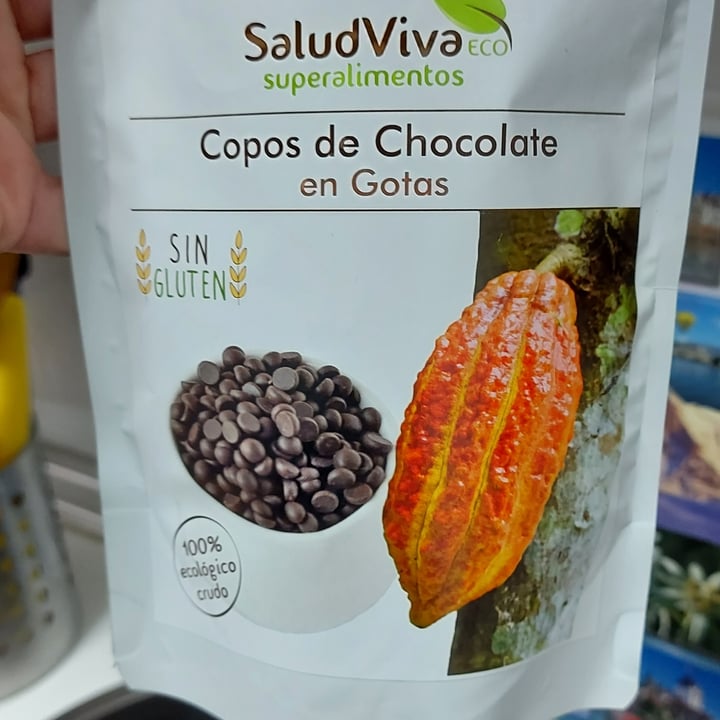 SaludViva ECO
superalimentos
Copos de Chocolate
en Gotas
SIN
GLUTEN
100%
ecológico
crudo